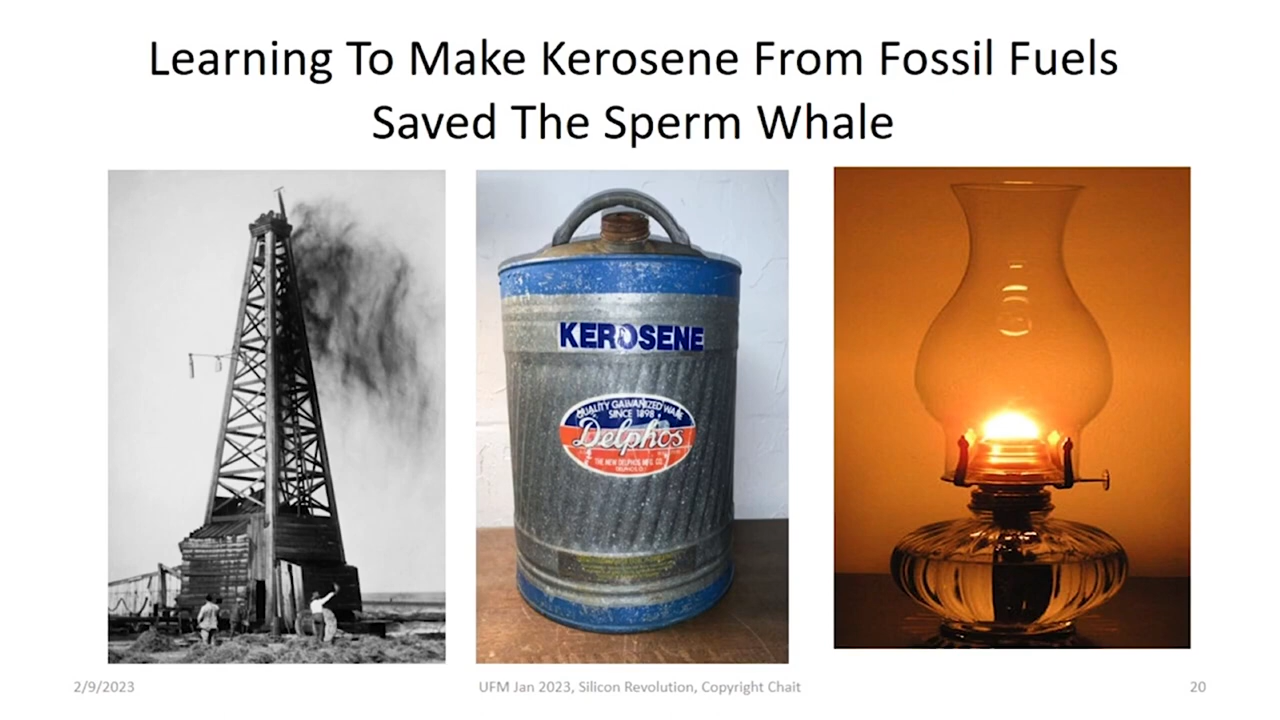 Learning To Make Kerosene From Fossil Fuels
Saved The Sperm Whale
KEROSENE
QUALITY GALVANIZED WARE
SINCE 1898
Delphos
THE NEW DELPHOS MFG. CO.
2/9/2023
UFM Jan 2023, Silicon Revolution, Copyright Chait
20